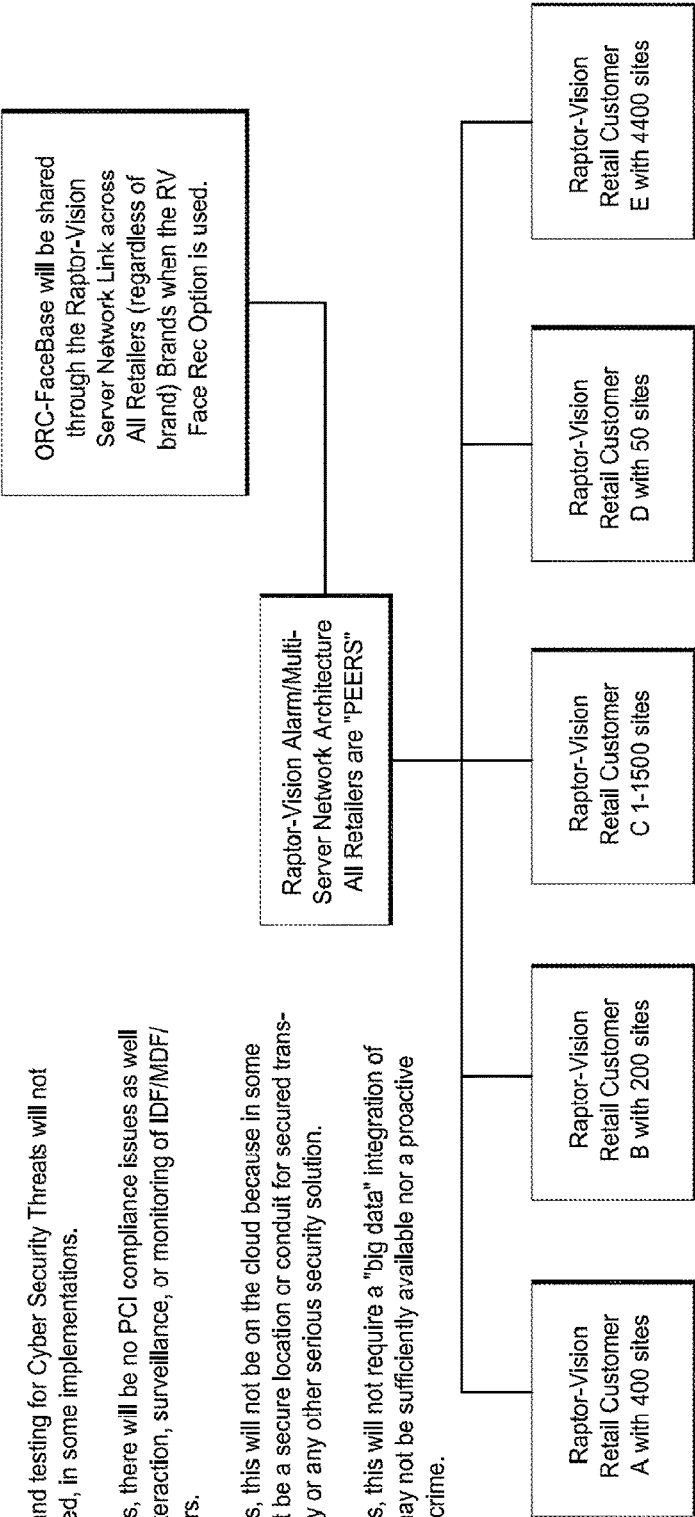 and testing for Cyber Security Threats will not
ed, in some implementations.
s, there will be no PCI compliance issues as well
teraction, surveillance, or monitoring of IDF/MDF/
rs.
s, this will not be on the cloud because in some
t be a secure location or conduit for secured trans-
y or any other serious security solution.
s, this will not require a "big data" integration of
nay not be sufficiently available nor a proactive
crime.
ORC-FaceBase will be shared
through the Raptor-Vision
Server Network Link across
All Retailers (regardless of
brand) Brands when the RV
Face Rec Option is used.
Raptor-Vision Alarm/Multi-
Server Network Architecture
All Retailers are "PEERS"
Raptor-Vision
Retail Customer
A with 400 sites
Raptor-Vision
Retail Customer
B with 200 sites
Raptor-Vision
Retail Customer
C 1-1500 sites
Raptor-Vision
Retail Customer
D with 50 sites
Raptor-Vision
Retail Customer
E with 4400 sites